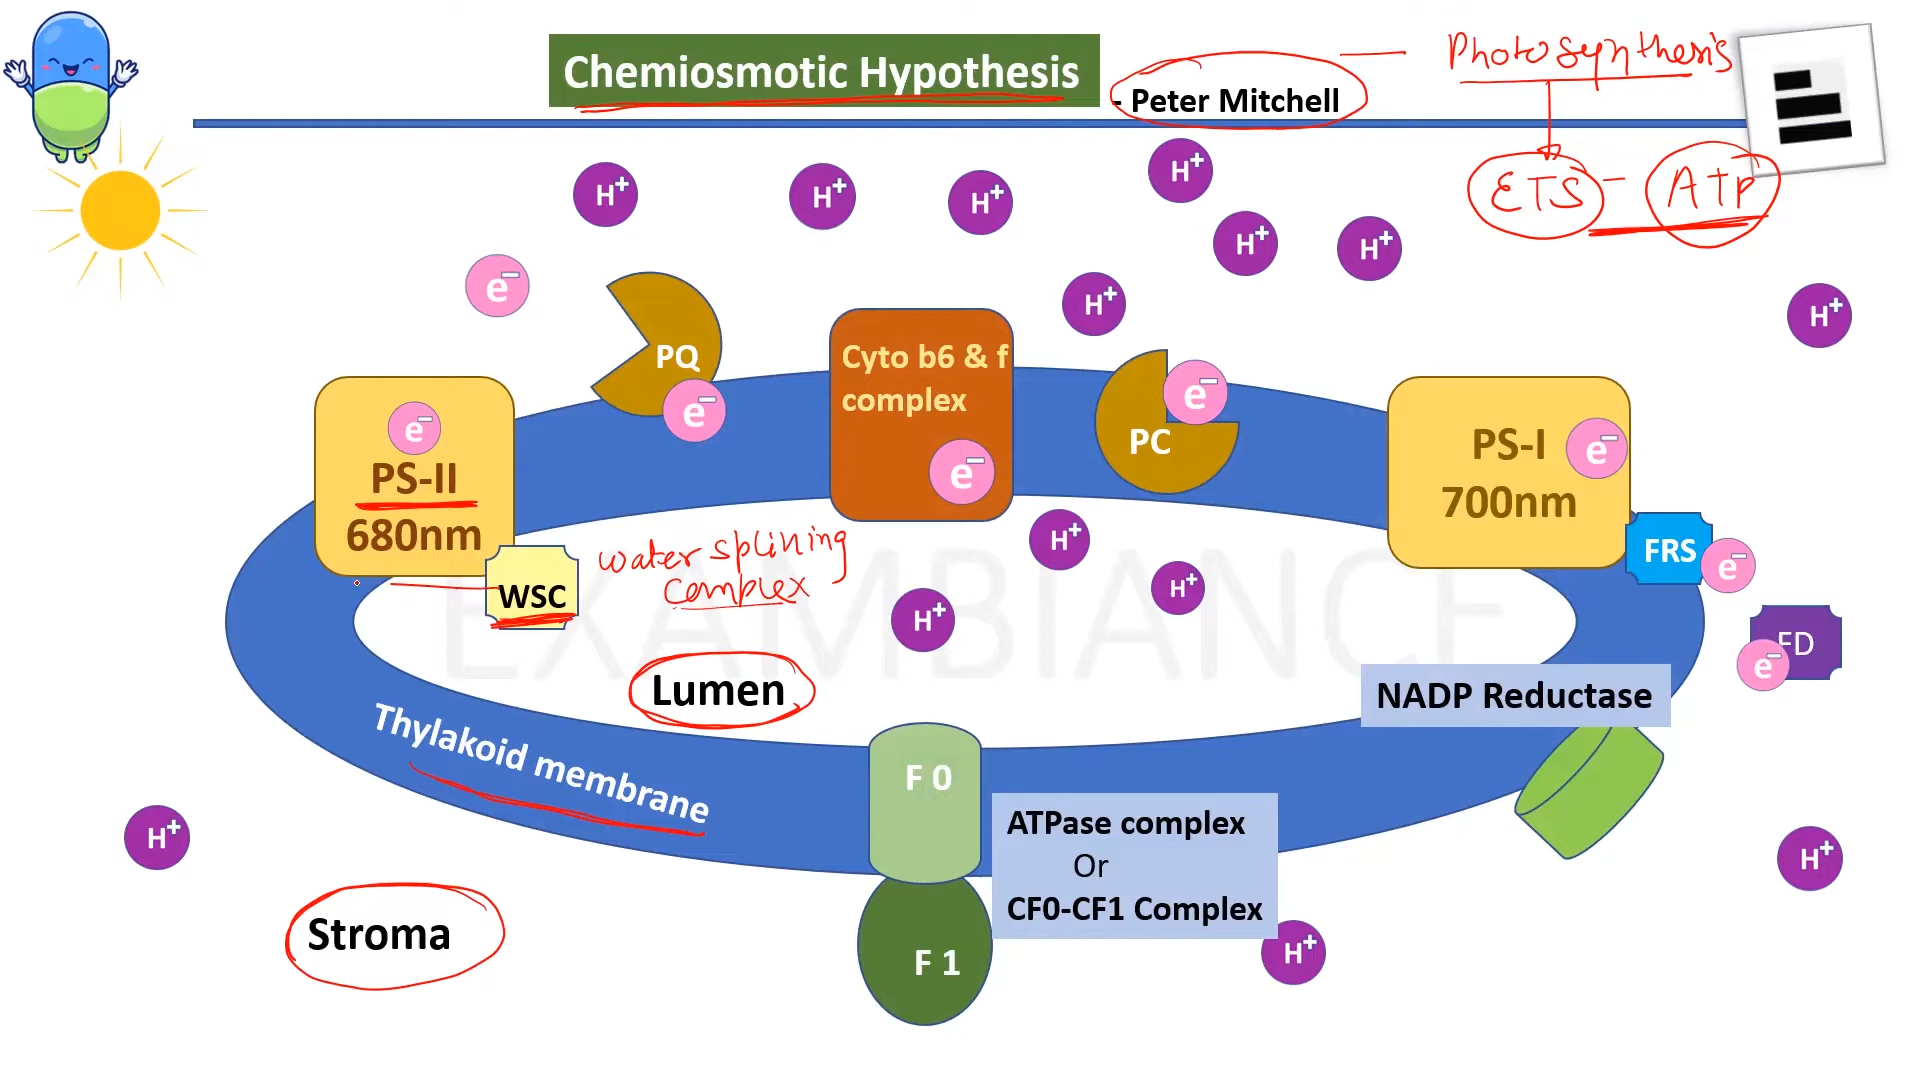 Chemiosmotic Hypothesis
- Peter Mitchell
Photosynthesis
ETS - ATP
H+
H+
H+
H+
H+
H+
H+
H+
e-
PQ
e-
Cyto b6 & f
complex
e-
PC
e-
e-
PS-II
680nm
WSC
water splining
complex
PS-I
700nm
e-
FRS
e-
FD
e-
H+
H+
H+
EXAMBIANCE
Lumen
NADP Reductase
Thylakoid membrane
F 0
ATPase complex
Or
CF0-CF1 Complex
F 1
H+
H+
H+
Stroma